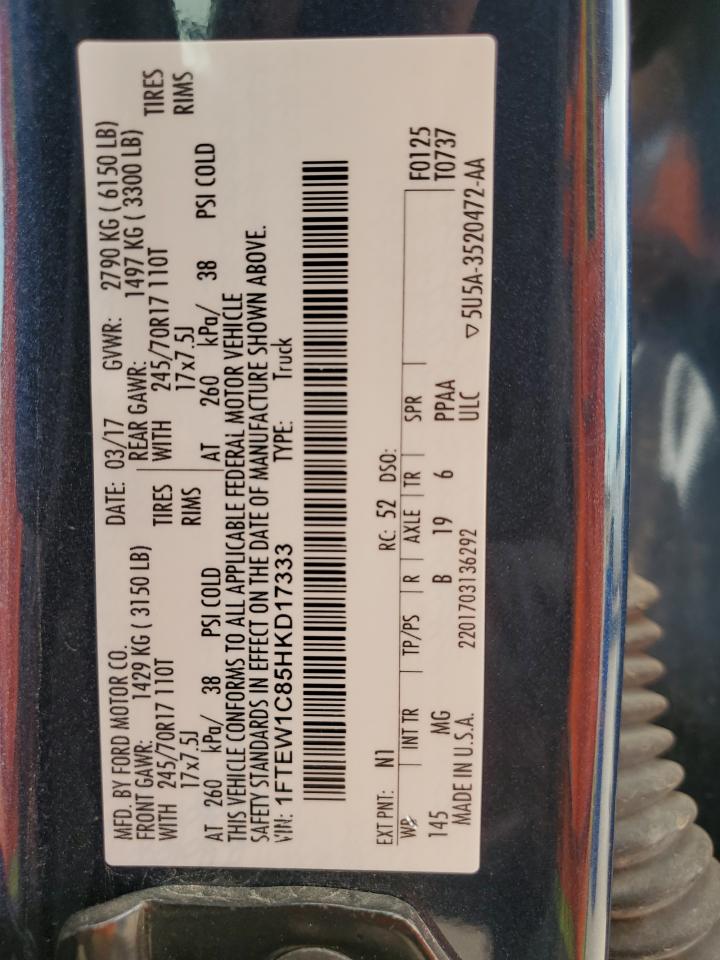 MFD. BY FORD MOTOR CO. DATE: 03/17 GVWR: 2790 KG ( 6150 LB)
FRONT GAWR: 1429 KG ( 3150 LB) REAR GAWR: 1497 KG ( 3300 LB)
WITH 245/70R17 110T TIRES WITH 245/70R17 110T TIRES
17x7.5J RIMS 17x7.5J RIMS
AT 260 kPa/ 38 PSI COLD AT 260 kPa/ 38 PSI COLD
THIS VEHICLE CONFORMS TO ALL APPLICABLE FEDERAL MOTOR VEHICLE
SAFETY STANDARDS IN EFFECT ON THE DATE OF MANUFACTURE SHOWN ABOVE.
VIN: 1FTEW1C85HKD17333 TYPE: Truck
EXT PNT: N1 RC: 52 DSO: F0125
WB INT TR TP/PS R AXLE TR SPR T0737
145 MG B 19 6 PPAA
MADE IN U.S.A. 2201703136292 ULC ▽5U5A-3520472-AA